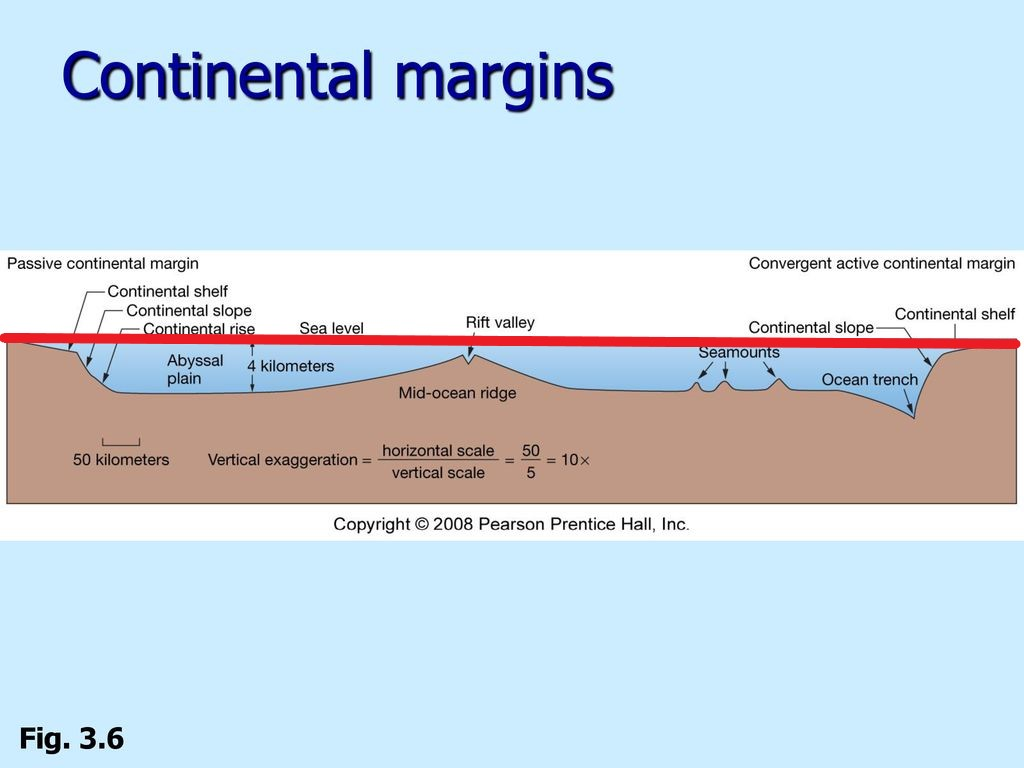 Continental margins
Passive continental margin
Convergent active continental margin
Continental shelf
Continental slope
Continental rise
Sea level
Rift valley
Continental slope
Continental shelf
Abyssal
plain
4 kilometers
Mid-ocean ridge
Seamounts
Ocean trench
50 kilometers
Vertical exaggeration = horizontal scale / vertical scale = 50 / 5 = 10×
Copyright © 2008 Pearson Prentice Hall, Inc.
Fig. 3.6